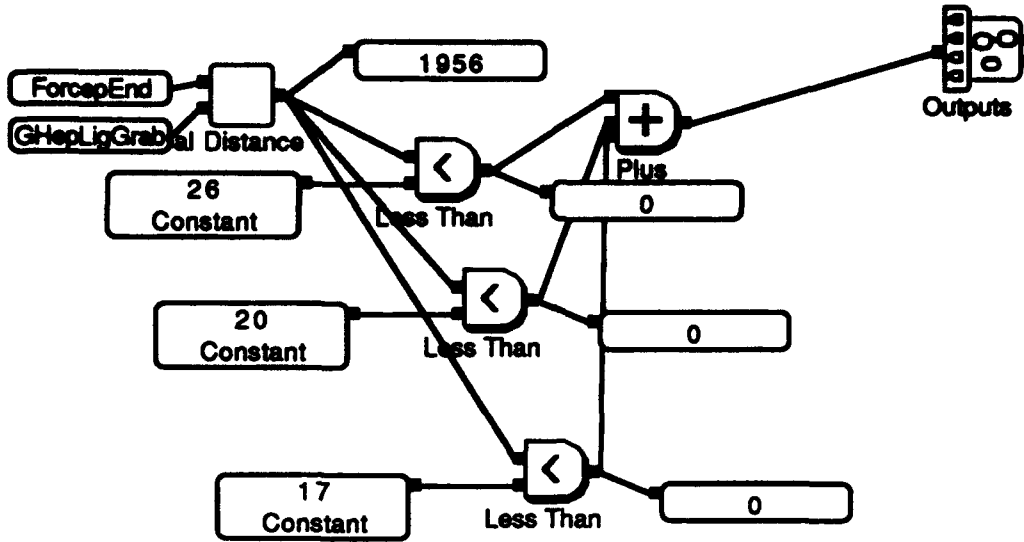 1956
ForcepEnd
+
Outputs
GHepLigGrab
al Distance
<
Plus
26
Constant
0
Less Than
<
20
Constant
0
Less Than
<
17
Constant
0
Less Than